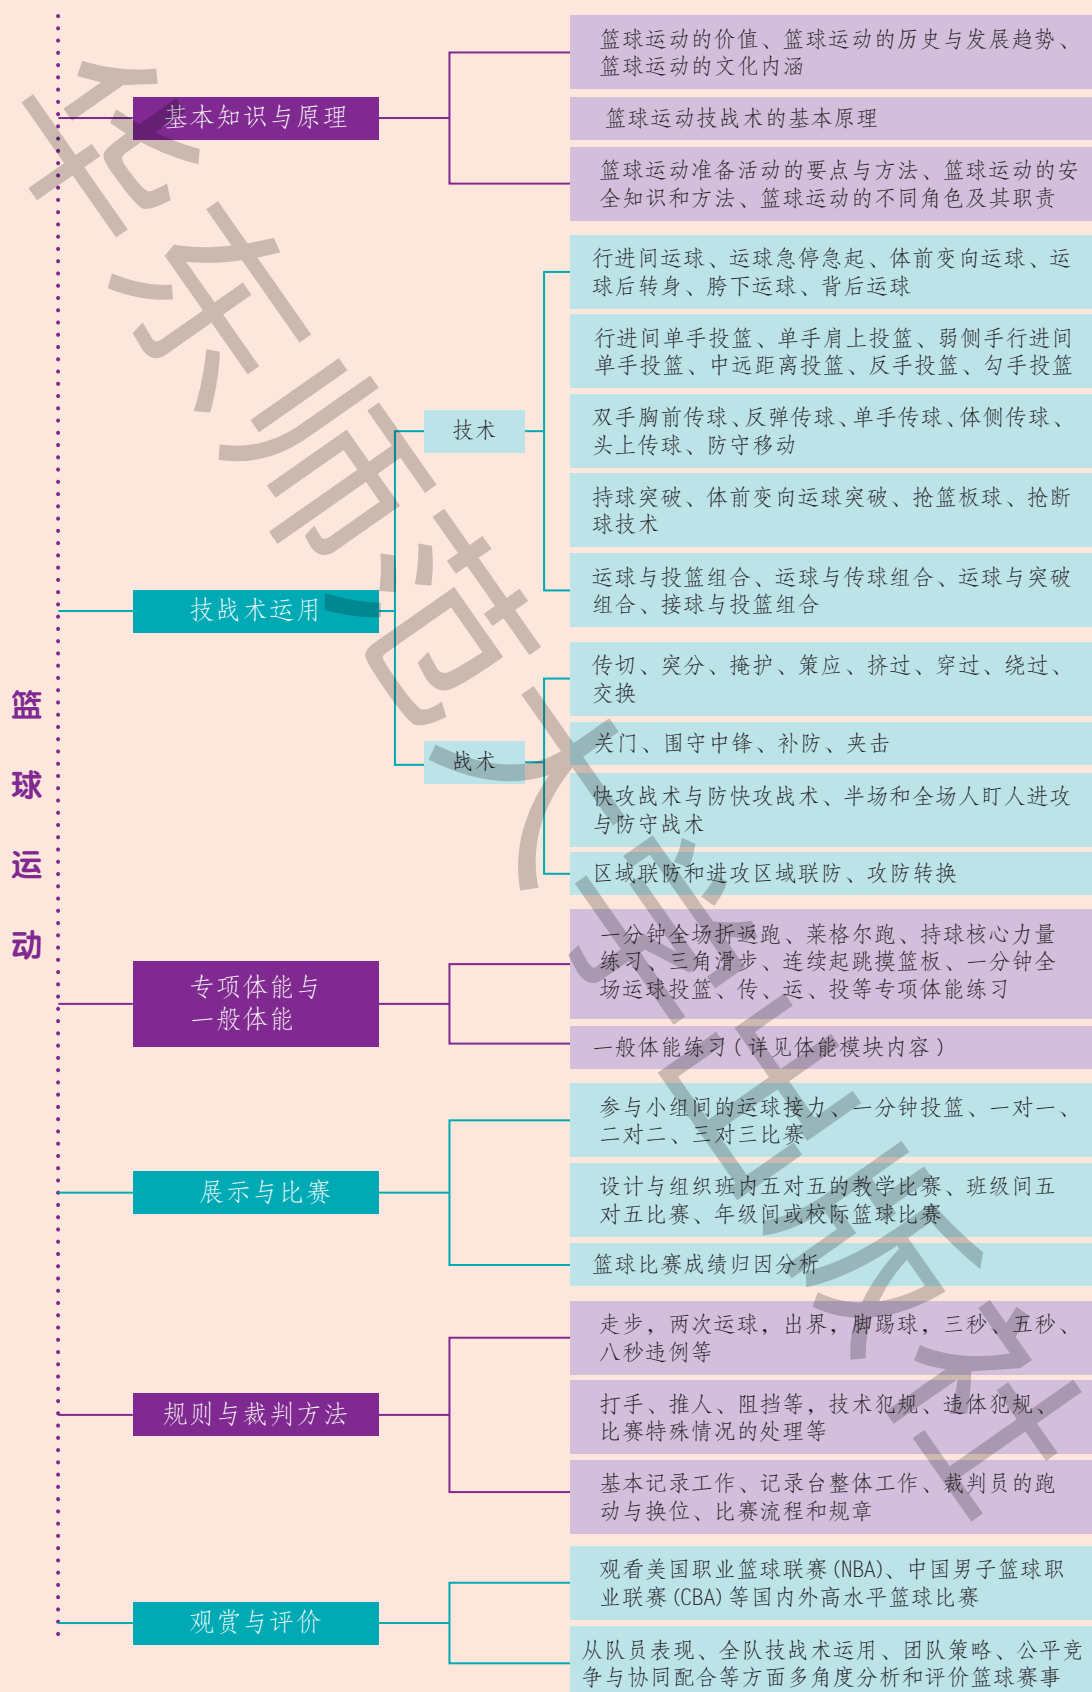 篮球运动
基本知识与原理
篮球运动的价值、篮球运动的历史与发展趋势、
篮球运动的文化内涵
篮球运动技战术的基本原理
篮球运动准备活动的要点与方法、篮球运动的安
全知识和方法、篮球运动的不同角色及其职责
技战术运用
技术
行进间运球、运球急停急起、体前变向运球、运
球后转身、胯下运球、背后运球
行进间单手投篮、单手肩上投篮、弱侧手行进间
单手投篮、中远距离投篮、反手投篮、勾手投篮
双手胸前传球、反弹传球、单手传球、体侧传球、
头上传球、防守移动
持球突破、体前变向运球突破、抢篮板球、抢断
球技术
运球与投篮组合、运球与传球组合、运球与突破
组合、接球与投篮组合
战术
传切、突分、掩护、策应、挤过、穿过、绕过、
交换
关门、围守中锋、补防、夹击
快攻战术与防快攻战术、半场和全场人盯人进攻
与防守战术
区域联防和进攻区域联防、攻防转换
专项体能与
一般体能
一分钟全场折返跑、莱格尔跑、持球核心力量
练习、三角滑步、连续起跳摸篮板、一分钟全
场运球投篮、传、运、投等专项体能练习
一般体能练习(详见体能模块内容)
展示与比赛
参与小组间的运球接力、一分钟投篮、一对一、
二对二、三对三比赛
设计与组织班内五对五的教学比赛、班级间五
对五比赛、年级间或校际篮球比赛
篮球比赛成绩归因分析
规则与裁判方法
走步，两次运球，出界，脚踢球，三秒、五秒、
八秒违例等
打手、推人、阻挡等，技术犯规、违体犯规、
比赛特殊情况的处理等
基本记录工作、记录台整体工作、裁判员的跑
动与换位、比赛流程和规章
观赏与评价
观看美国职业篮球联赛(NBA)、中国男子篮球职
业联赛(CBA)等国内外高水平篮球比赛
从队员表现、全队技战术运用、团队策略、公平竞
争与协同配合等方面多角度分析和评价篮球赛事
华东师范大学出版社